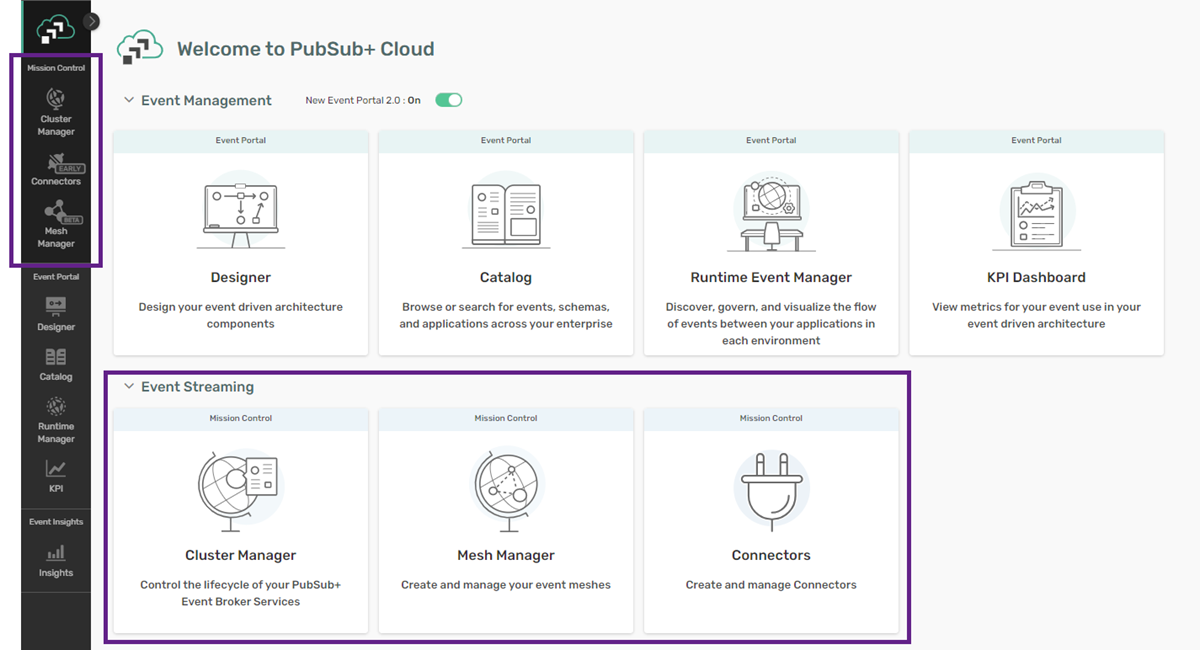 Mission Control
Cluster
Manager
EARLY
Connectors
BETA
Mesh
Manager
Event Portal
Designer
Catalog
Runtime
Manager
KPI
Event Insights
Insights
Welcome to PubSub+ Cloud
Event Management
New Event Portal 2.0 : On
Event Portal
Designer
Design your event driven architecture
components
Event Portal
Catalog
Browse or search for events, schemas,
and applications across your enterprise
Event Portal
Runtime Event Manager
Discover, govern, and visualize the flow
of events between your applications in
each environment
Event Portal
KPI Dashboard
View metrics for your event use in your
event driven architecture
Event Streaming
Mission Control
Cluster Manager
Control the lifecycle of your PubSub+
Event Broker Services
Mission Control
Mesh Manager
Create and manage your event meshes
Mission Control
Connectors
Create and manage Connectors